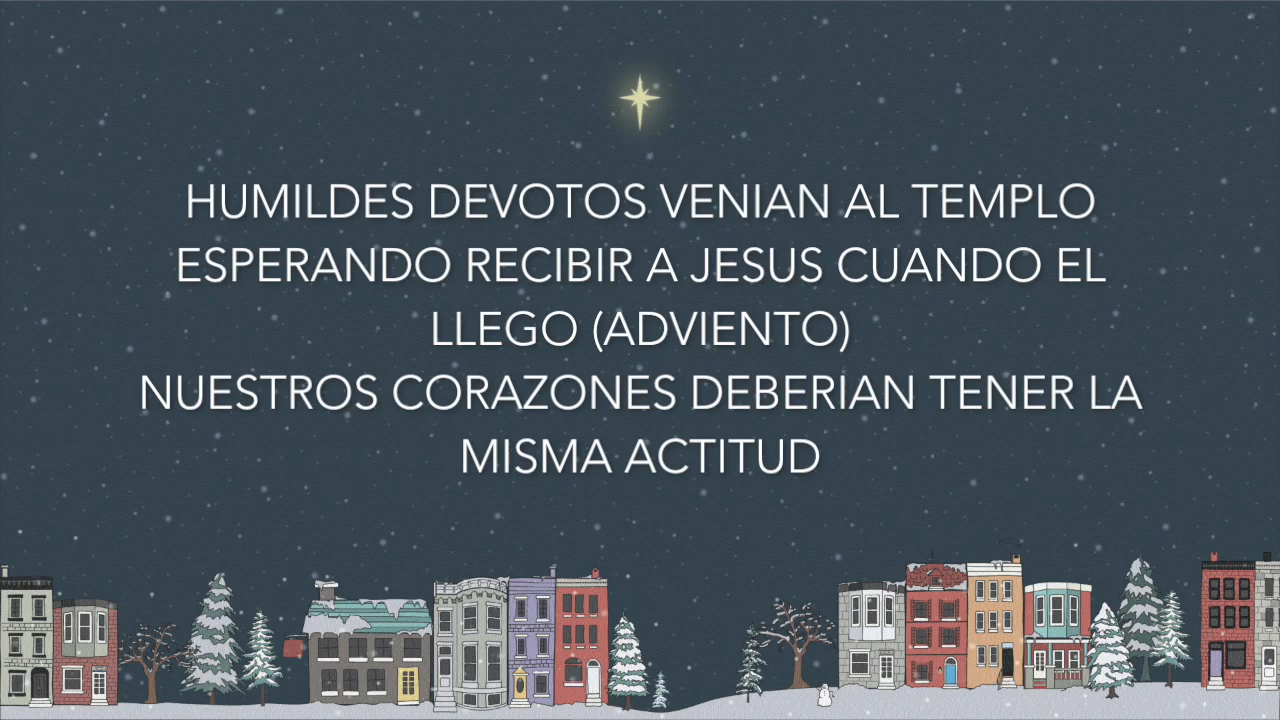 HUMILDES DEVOTOS VENIAN AL TEMPLO
ESPERANDO RECIBIR A JESUS CUANDO EL
LLEGO (ADVIENTO)
NUESTROS CORAZONES DEBERIAN TENER LA
MISMA ACTITUD